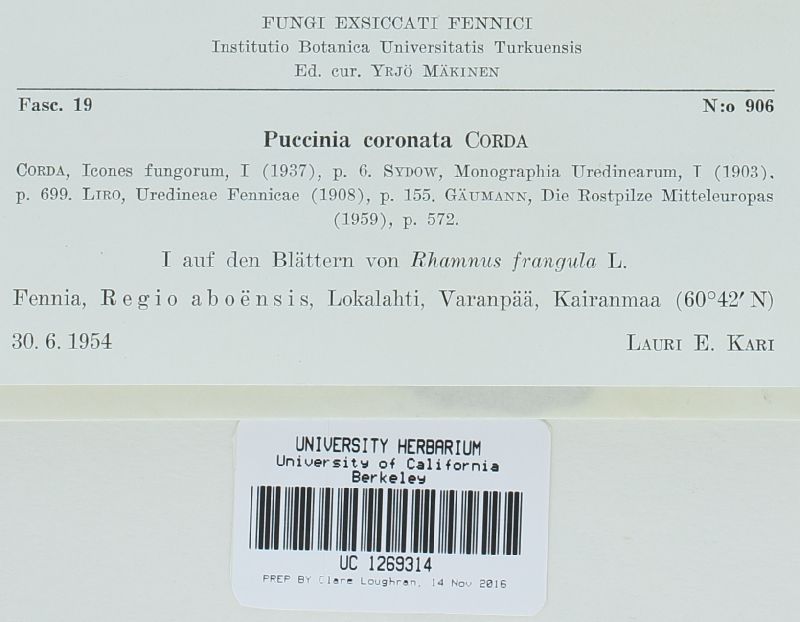 FUNGI EXSICCATI FENNICI
Institutio Botanica Universitatis Turkuensis
Ed. cur. YRJÖ MÄKINEN
Fasc. 19 N:o 906
Puccinia coronata CORDA
CORDA, Icones fungorum, I (1937), p. 6. SYDOW, Monographia Uredinearum, I (1903),
p. 699. LIRO, Uredineae Fennicae (1908), p. 155. GÄUMANN, Die Rostpilze Mitteleuropas
(1959), p. 572.
I auf den Blättern von Rhamnus frangula L.
Fennia, Regio aboënsis, Lokalahti, Varanpää, Kairanmaa (60°42′ N)
30. 6. 1954 LAURI E. KARI
UNIVERSITY HERBARIUM
University of California
Berkeley
UC 1269314
PREP BY Clare Loughran, 14 Nov 2016